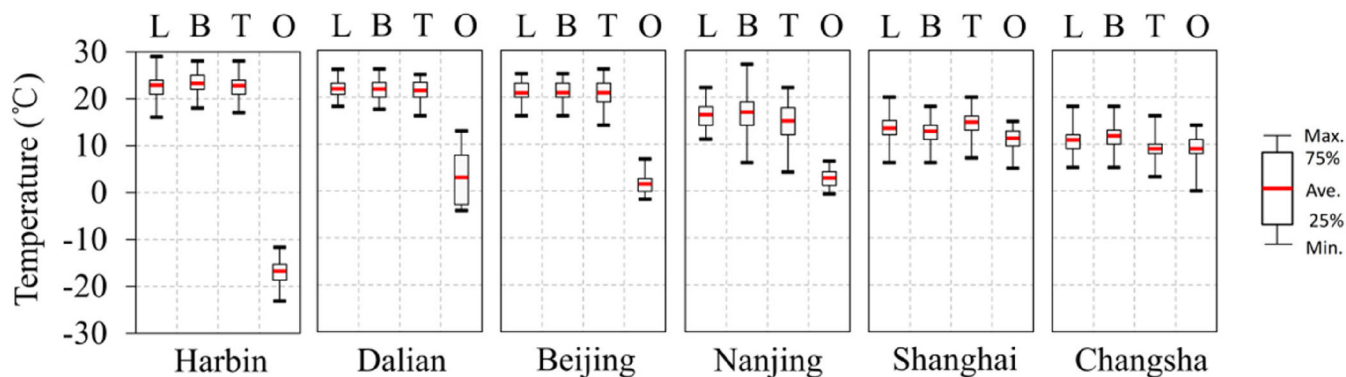 L B T O L B T O L B T O L B T O L B T O L B T O
Temperature (℃)
30
20
10
0
-10
-20
-30
Max.
75%
Ave.
25%
Min.
Harbin Dalian Beijing Nanjing Shanghai Changsha